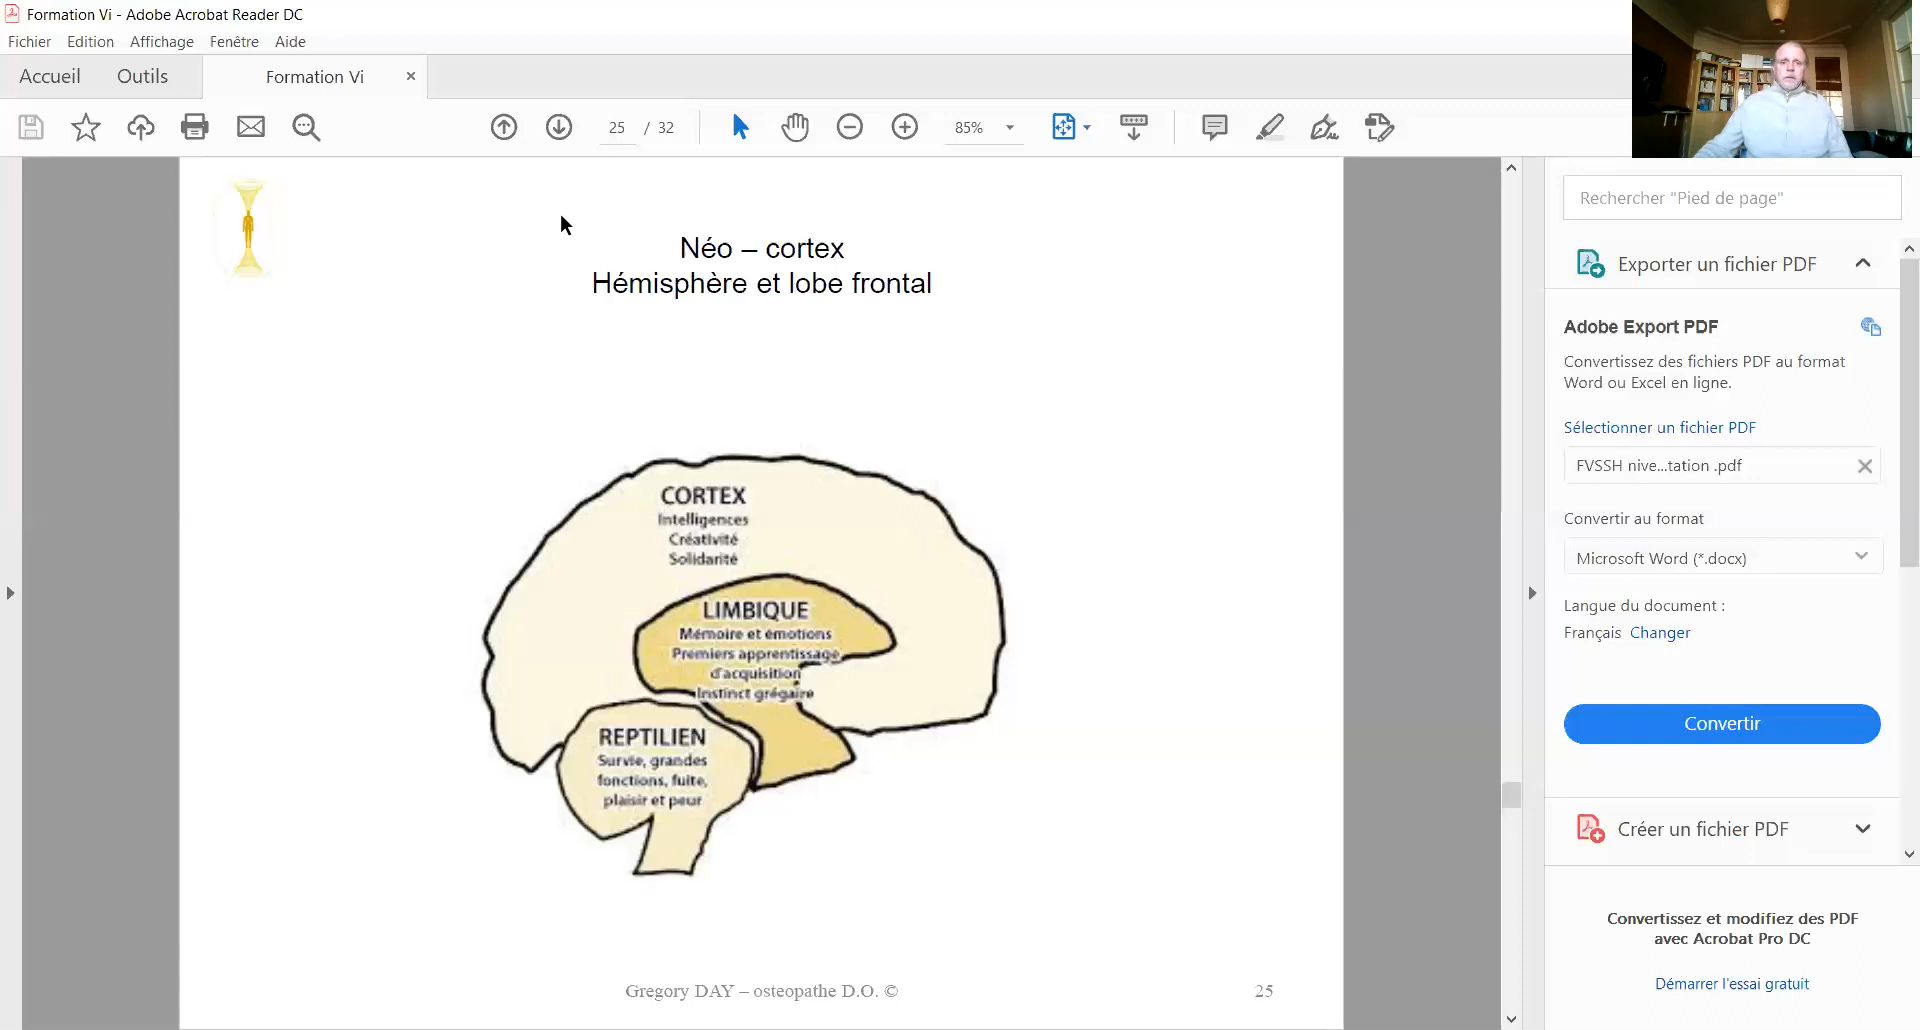 Formation Vi - Adobe Acrobat Reader DC
Fichier Edition Affichage Fenêtre Aide
Accueil Outils Formation Vi ×
25 / 32 85%
Néo – cortex
Hémisphère et lobe frontal
CORTEX
Intelligences
Créativité
Solidarité
LIMBIQUE
Mémoire et émotions
Premiers apprentissage
d'acquisition
Instinct grégaire
REPTILIEN
Survie, grandes
fonctions, fuite,
plaisir et peur
Gregory DAY – osteopathe D.O. © 25
Rechercher "Pied de page"
Exporter un fichier PDF
Adobe Export PDF
Convertissez des fichiers PDF au format
Word ou Excel en ligne.
Sélectionner un fichier PDF
FVSSH nive...tation .pdf
Convertir au format
Microsoft Word (*.docx)
Langue du document :
Français Changer
Convertir
Créer un fichier PDF
Convertissez et modifiez des PDF
avec Acrobat Pro DC
Démarrer l'essai gratuit